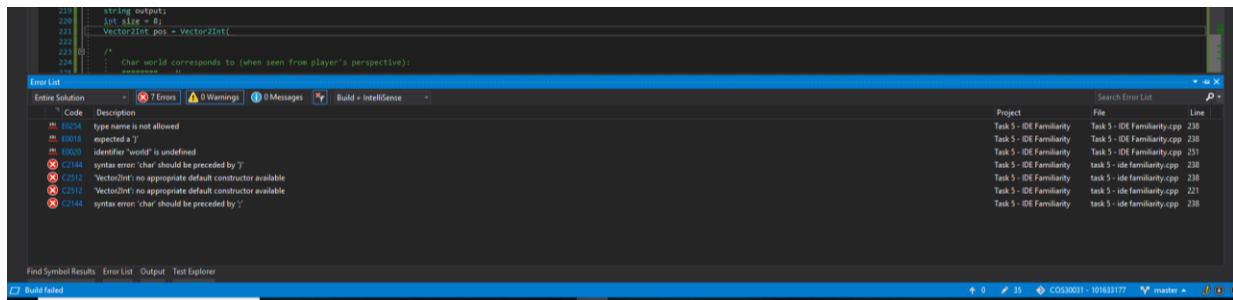 219 string output;
220 int size = 8;
221 Vector2Int pos = Vector2Int(
222
223 /*
224 Char world corresponds to (when seen from player's perspective):
Error List
Entire Solution 7 Errors 0 Warnings 0 Messages Build + IntelliSense Search Error List
Code Description Project File Line
E0254 type name is not allowed Task 5 - IDE Familiarity Task 5 - IDE Familiarity.cpp 238
E0018 expected a ')' Task 5 - IDE Familiarity Task 5 - IDE Familiarity.cpp 238
E0020 identifier "world" is undefined Task 5 - IDE Familiarity Task 5 - IDE Familiarity.cpp 251
C2144 syntax error: 'char' should be preceded by ')' Task 5 - IDE Familiarity task 5 - ide familiarity.cpp 238
C2512 'Vector2Int': no appropriate default constructor available Task 5 - IDE Familiarity task 5 - ide familiarity.cpp 238
C2512 'Vector2Int': no appropriate default constructor available Task 5 - IDE Familiarity task 5 - ide familiarity.cpp 221
C2144 syntax error: 'char' should be preceded by ';' Task 5 - IDE Familiarity task 5 - ide familiarity.cpp 238
Find Symbol Results Error List Output Test Explorer
Build failed 0 35 COS30031 - 101633177 master